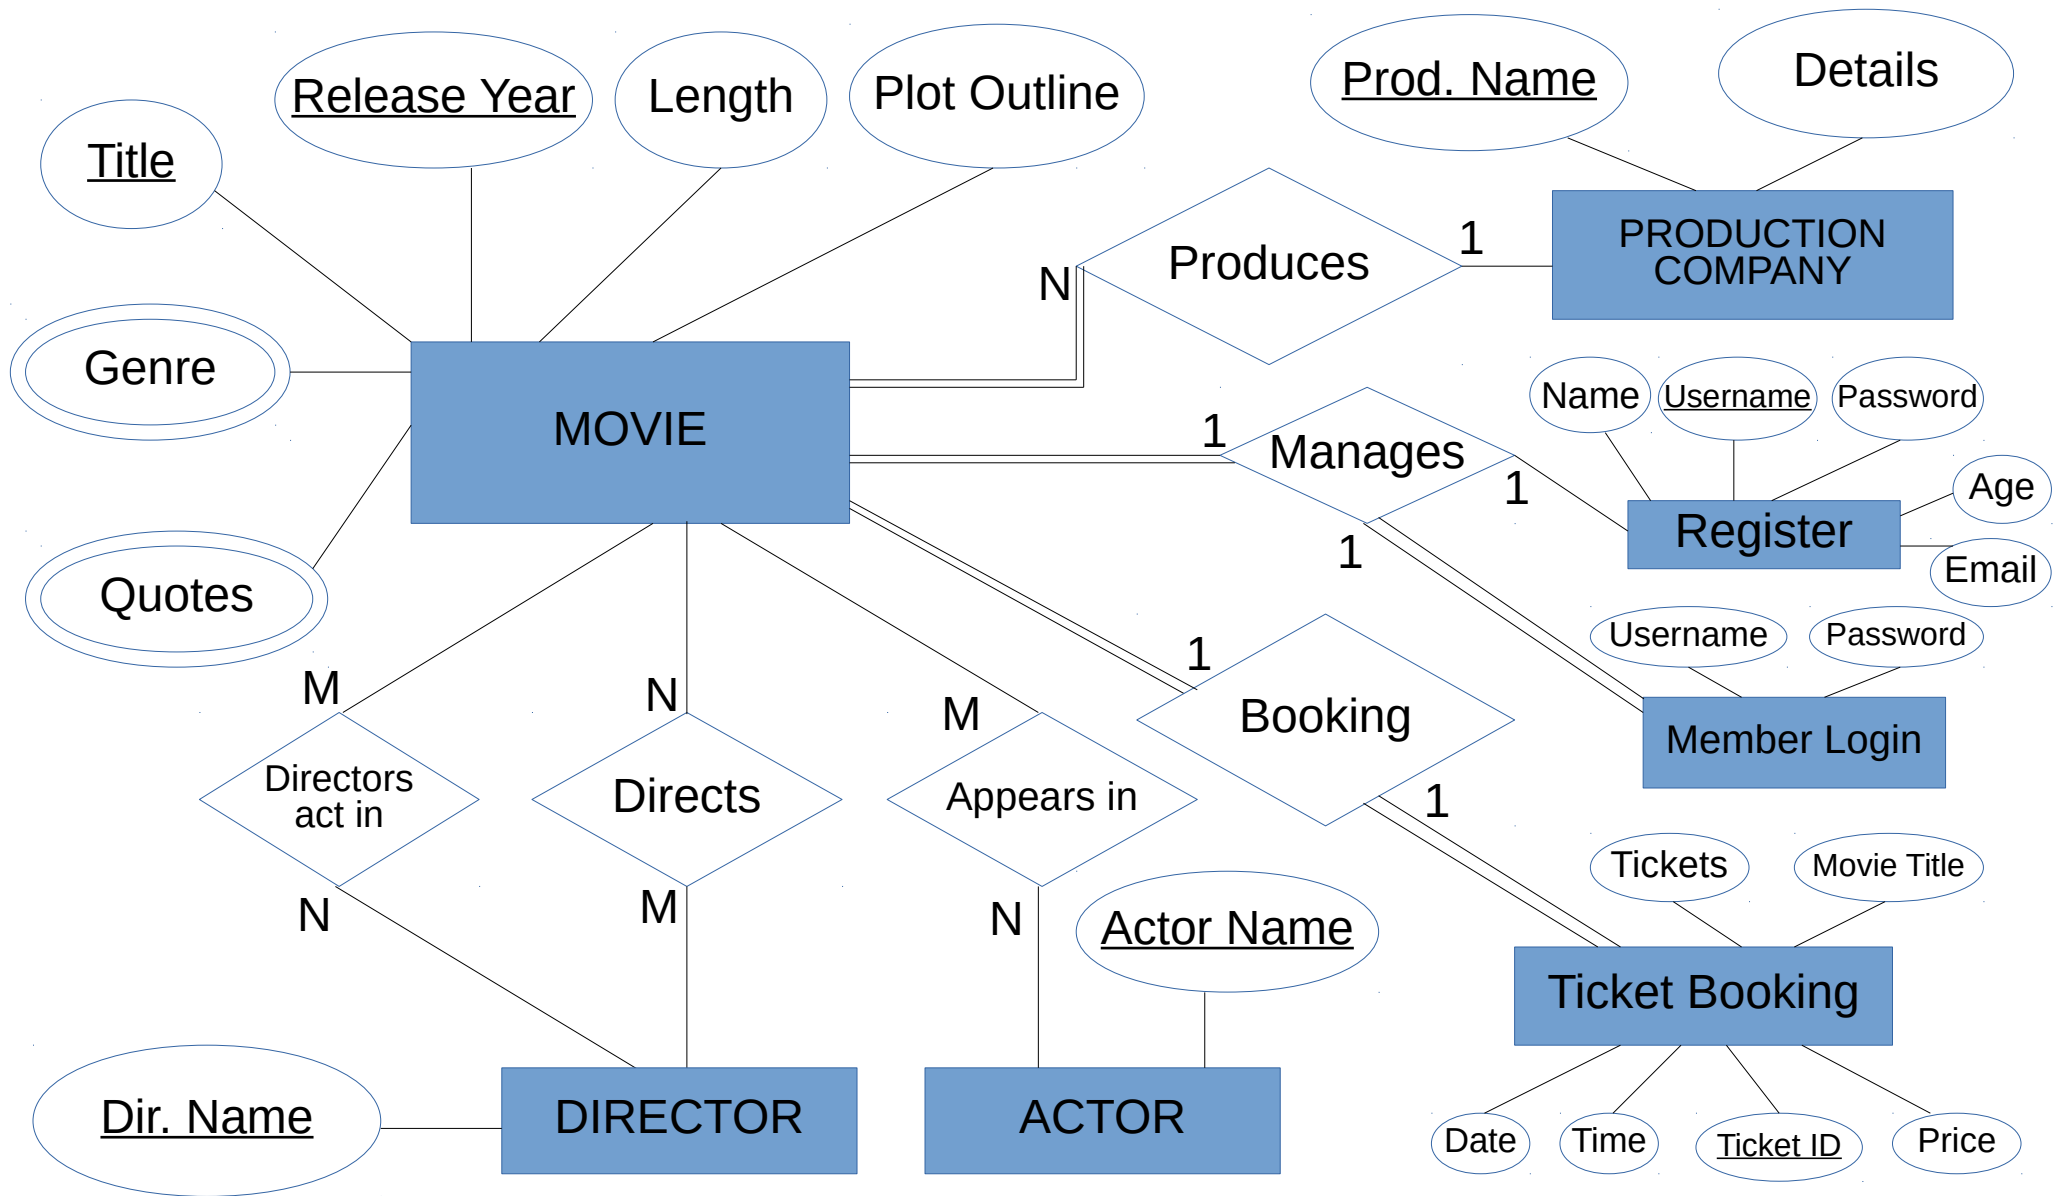 Release Year
Length
Plot Outline
Prod. Name
Details
Title
Produces
1
PRODUCTION
COMPANY
N
Genre
MOVIE
Name
Username
Password
1
Manages
1
Age
Register
Email
1
Quotes
Username
Password
1
M
N
M
Booking
Member Login
Directors
act in
Directs
Appears in
1
Tickets
Movie Title
N
M
N
Actor Name
Ticket Booking
Dir. Name
DIRECTOR
ACTOR
Date
Time
Ticket ID
Price